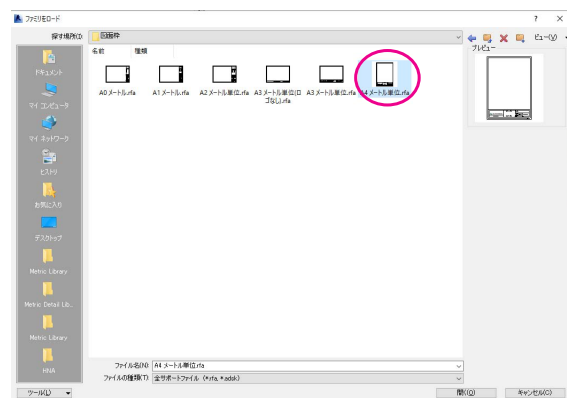 ファミリをロード
?
×
探す場所(I):
図面枠
ビュー(V)
名前
種類
プレビュー
A0 メートル.rfa
A1 メートル.rfa
A2 メートル単位.rfa
A3 メートル単位(ロゴなし).rfa
A3 メートル単位.rfa
A4 メートル単位.rfa
ドキュメント
マイ コンピュータ
マイ ネットワーク
ヒストリ
お気に入り
デスクトップ
Metric Library
Metric Detail Lib...
Metric Library
HNA
ファイル名(N):
A4 メートル単位.rfa
ファイルの種類(T):
全サポートファイル (*.rfa, *.adsk)
ツール(L)
開く(O)
キャンセル(C)